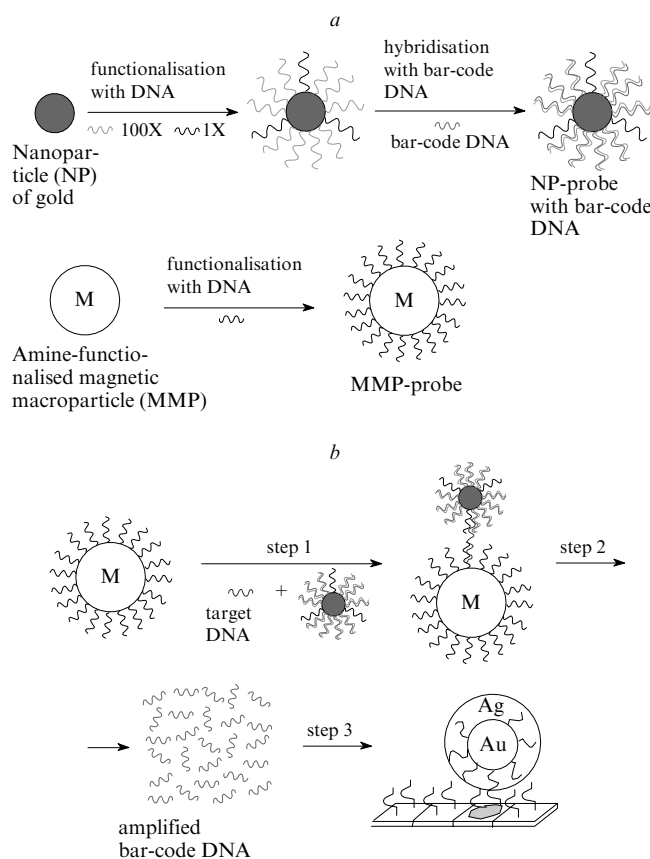 a
functionalisation
with DNA
100X 1X
Nanopar-
ticle (NP)
of gold
hybridisation
with bar-code
DNA
bar-code DNA
NP-probe
with bar-code
DNA
M
functionalisation
with DNA
M
Amine-functio-
nalised magnetic
macroparticle (MMP)
MMP-probe
b
M
step 1
target
DNA
+
M
step 2
amplified
bar-code DNA
step 3
Ag
Au